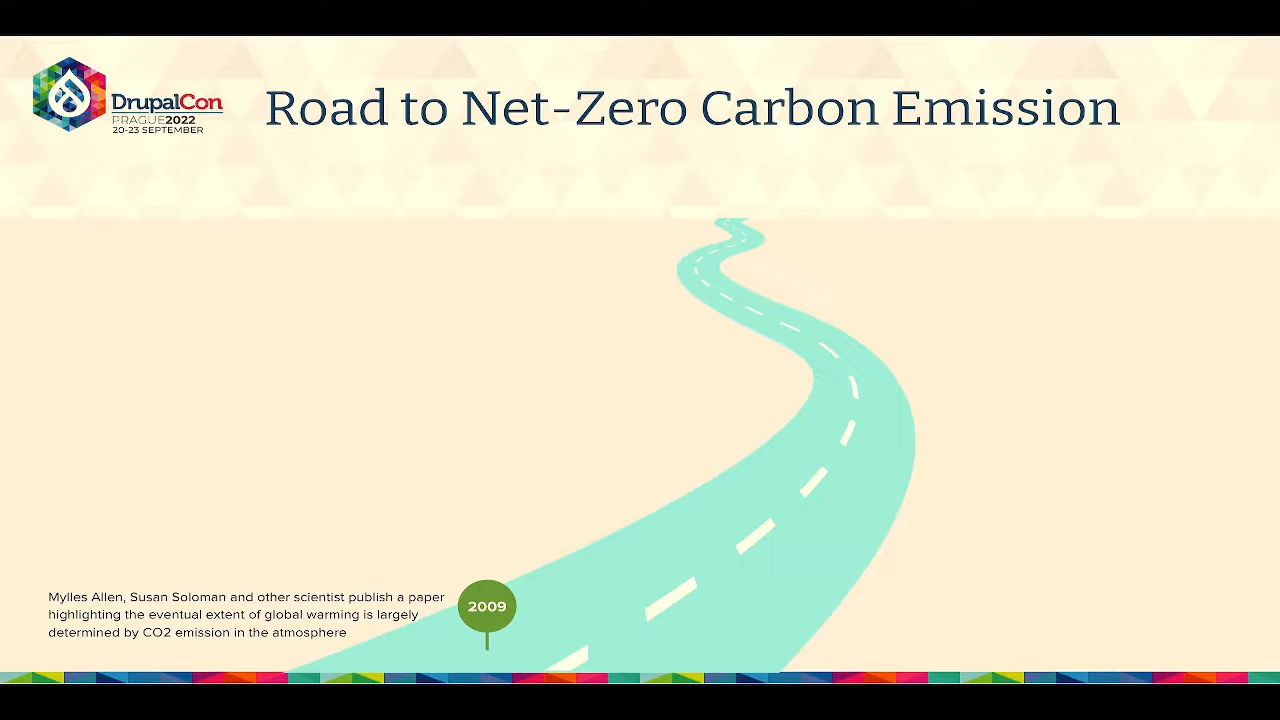 DrupalCon
PRAGUE2022
20-23 SEPTEMBER
Road to Net-Zero Carbon Emission
Mylles Allen, Susan Soloman and other scientist publish a paper
highlighting the eventual extent of global warming is largely
determined by CO2 emission in the atmosphere
2009